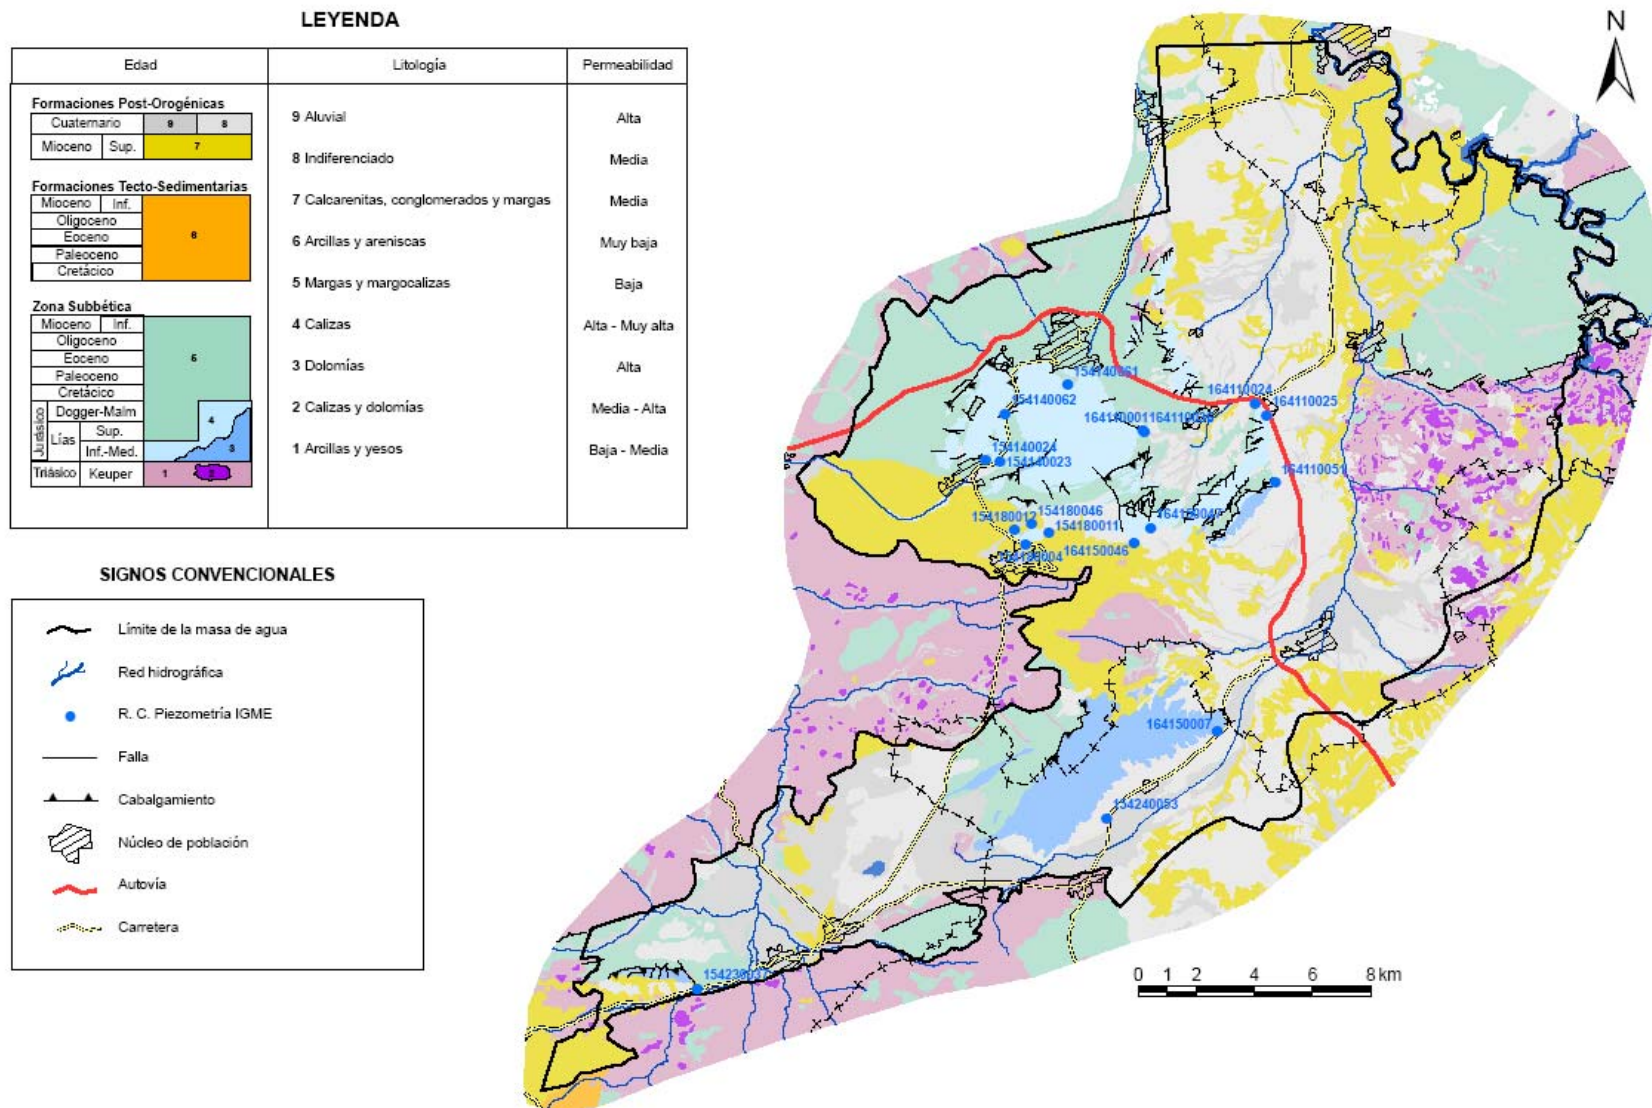 LEYENDA
Edad Litología Permeabilidad
Formaciones Post-Orogénicas
Cuaternario 9 8
Mioceno Sup. 7
Formaciones Tecto-Sedimentarias
Mioceno Inf.
Oligoceno
Eoceno
Paleoceno
Cretácico
6
Zona Subbética
Mioceno Inf.
Oligoceno
Eoceno
Paleoceno
Cretácico
5
Jurásico Dogger-Malm 4
Lías Sup.
Inf.-Med. 3
Triásico Keuper 1 2
9 Aluvial Alta
8 Indiferenciado Media
7 Calcarenitas, conglomerados y margas Media
6 Arcillas y areniscas Muy baja
5 Margas y margocalizas Baja
4 Calizas Alta - Muy alta
3 Dolomías Alta
2 Calizas y dolomías Media - Alta
1 Arcillas y yesos Baja - Media
SIGNOS CONVENCIONALES
Límite de la masa de agua
Red hidrográfica
R. C. Piezometría IGME
Falla
Cabalgamiento
Núcleo de población
Autovía
Carretera
N
154140061
154140062
164110024
164110025
164110001
154140024
154140023
164110051
154180046
154180012
154180011
164150046
164150007
154240053
0 1 2 4 6 8 km